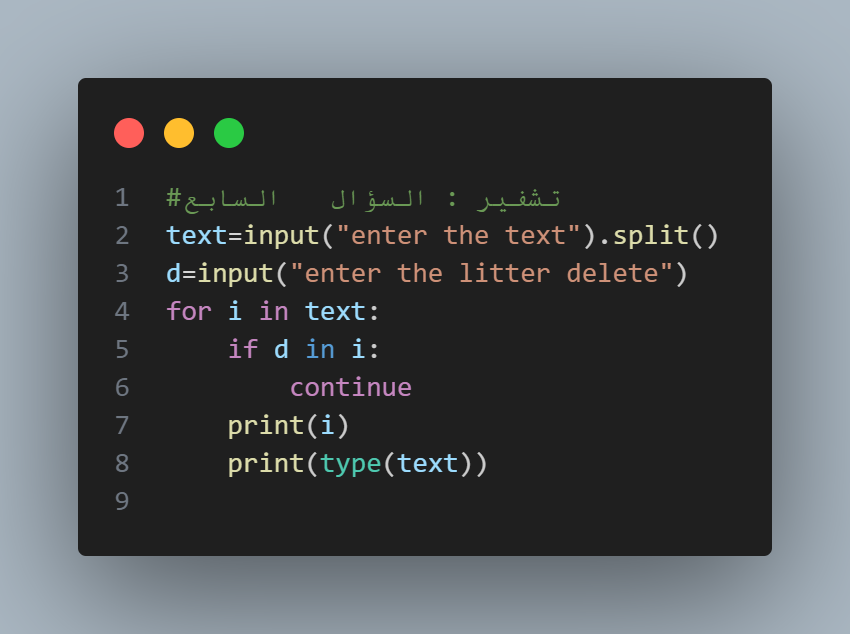 1 #تشفير : السؤال السابع
2 text=input("enter the text").split()
3 d=input("enter the litter delete")
4 for i in text:
5     if d in i:
6         continue
7     print(i)
8     print(type(text))
9